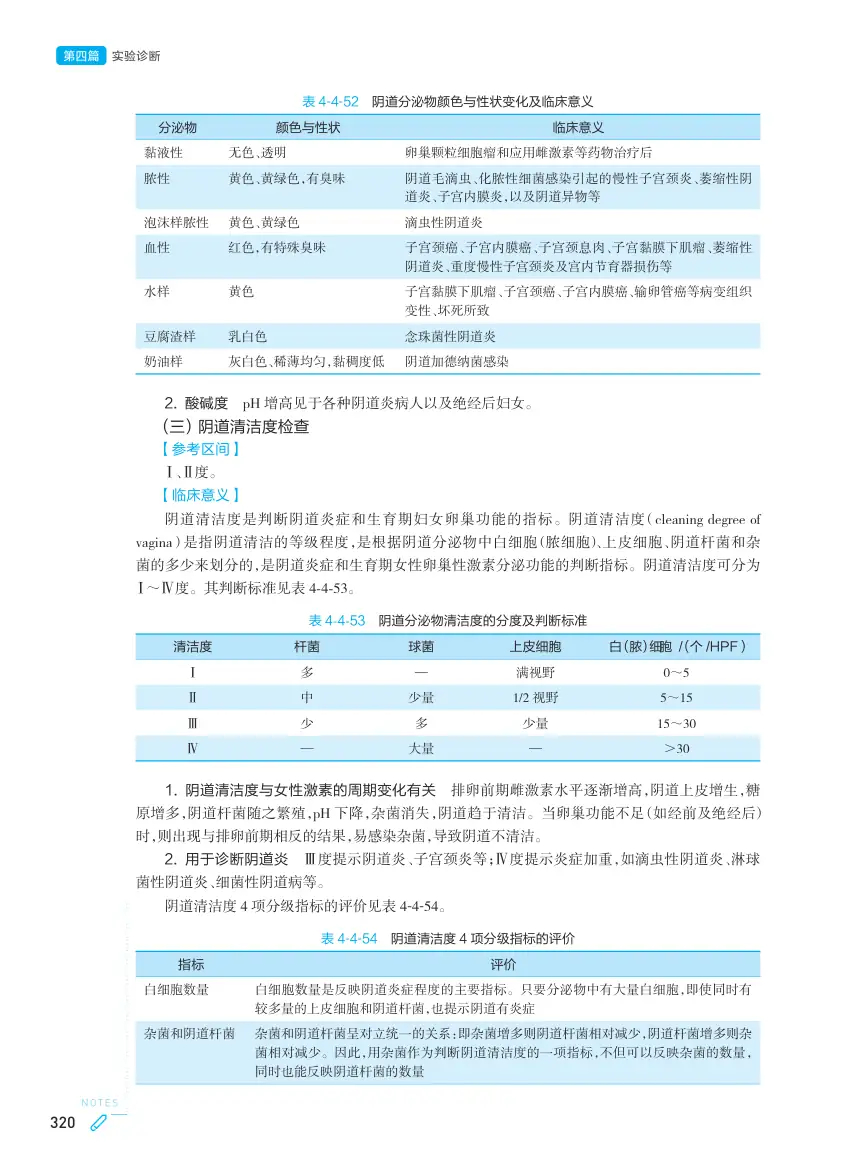 第四篇 实验诊断
表 4-4-52 阴道分泌物颜色与性状变化及临床意义
分泌物 颜色与性状 临床意义
黏液性 无色、透明 卵巢颗粒细胞瘤和应用雌激素等药物治疗后
脓性 黄色、黄绿色,有臭味 阴道毛滴虫、化脓性细菌感染引起的慢性子宫颈炎、萎缩性阴
道炎、子宫内膜炎,以及阴道异物等
泡沫样脓性 黄色、黄绿色 滴虫性阴道炎
血性 红色,有特殊臭味 子宫颈癌、子宫内膜癌、子宫颈息肉、子宫黏膜下肌瘤、萎缩性
阴道炎、重度慢性子宫颈炎及宫内节育器损伤等
水样 黄色 子宫黏膜下肌瘤、子宫颈癌、子宫内膜癌、输卵管癌等病变组织
变性、坏死所致
豆腐渣样 乳白色 念珠菌性阴道炎
奶油样 灰白色、稀薄均匀,黏稠度低 阴道加德纳菌感染
2. 酸碱度 pH 增高见于各种阴道炎病人以及绝经后妇女。
(三)阴道清洁度检查
【参考区间】
Ⅰ、Ⅱ度。
【临床意义】
阴道清洁度是判断阴道炎症和生育期妇女卵巢功能的指标。阴道清洁度(cleaning degree of
vagina)是指阴道清洁的等级程度,是根据阴道分泌物中白细胞(脓细胞)、上皮细胞、阴道杆菌和杂
菌的多少来划分的,是阴道炎症和生育期女性卵巢性激素分泌功能的判断指标。阴道清洁度可分为
Ⅰ～Ⅳ度。其判断标准见表 4-4-53。
表 4-4-53 阴道分泌物清洁度的分度及判断标准
清洁度 杆菌 球菌 上皮细胞 白(脓)细胞 /(个 /HPF)
Ⅰ 多 — 满视野 0～5
Ⅱ 中 少量 1/2 视野 5～15
Ⅲ 少 多 少量 15～30
Ⅳ — 大量 — ＞30
1. 阴道清洁度与女性激素的周期变化有关 排卵前期雌激素水平逐渐增高,阴道上皮增生,糖
原增多,阴道杆菌随之繁殖,pH 下降,杂菌消失,阴道趋于清洁。当卵巢功能不足(如经前及绝经后)
时,则出现与排卵前期相反的结果,易感染杂菌,导致阴道不清洁。
2. 用于诊断阴道炎 Ⅲ度提示阴道炎、子宫颈炎等;Ⅳ度提示炎症加重,如滴虫性阴道炎、淋球
菌性阴道炎、细菌性阴道病等。
阴道清洁度 4 项分级指标的评价见表 4-4-54。
表 4-4-54 阴道清洁度 4 项分级指标的评价
指标 评价
白细胞数量 白细胞数量是反映阴道炎症程度的主要指标。只要分泌物中有大量白细胞,即使同时有
较多量的上皮细胞和阴道杆菌,也提示阴道有炎症
杂菌和阴道杆菌 杂菌和阴道杆菌呈对立统一的关系:即杂菌增多则阴道杆菌相对减少,阴道杆菌增多则杂
菌相对减少。因此,用杂菌作为判断阴道清洁度的一项指标,不但可以反映杂菌的数量,
同时也能反映阴道杆菌的数量
NOTES
320